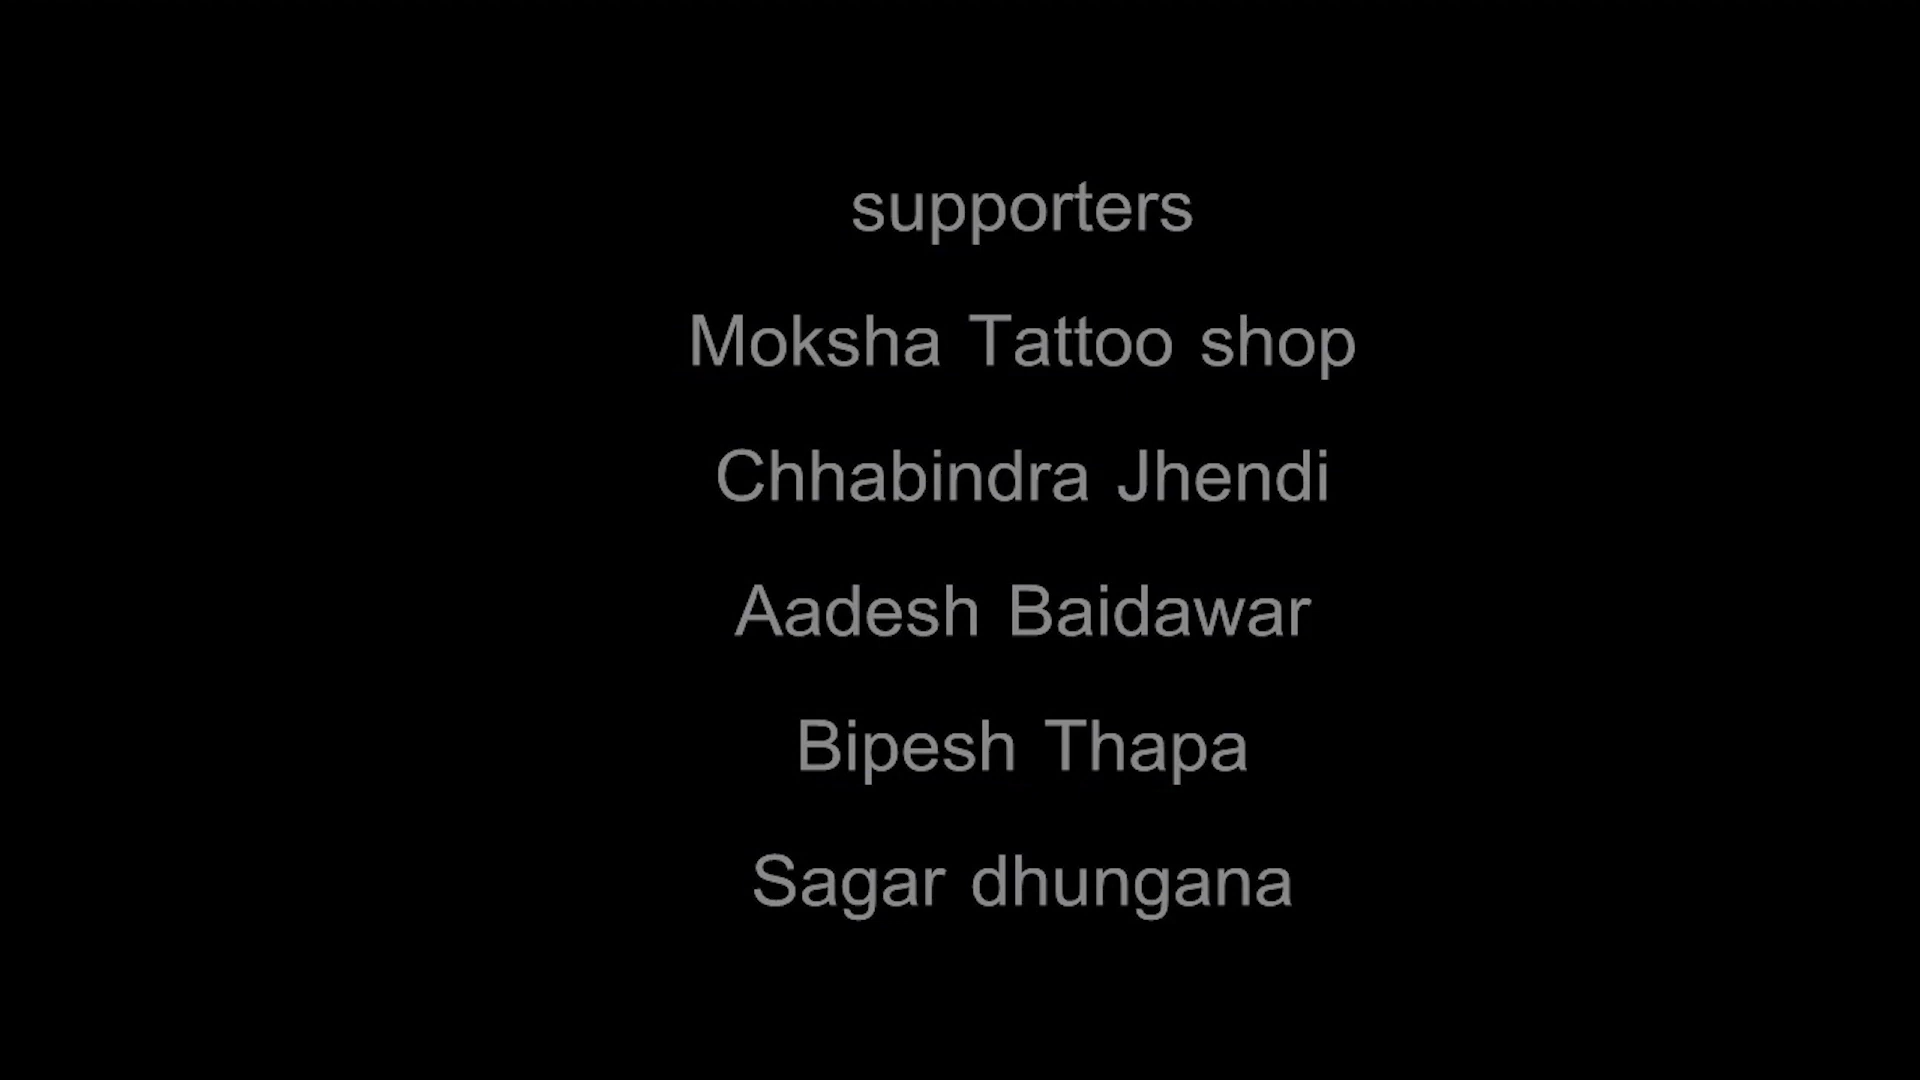 supporters
Moksha Tattoo shop
Chhabindra Jhendi
Aadesh Baidawar
Bipesh Thapa
Sagar dhungana